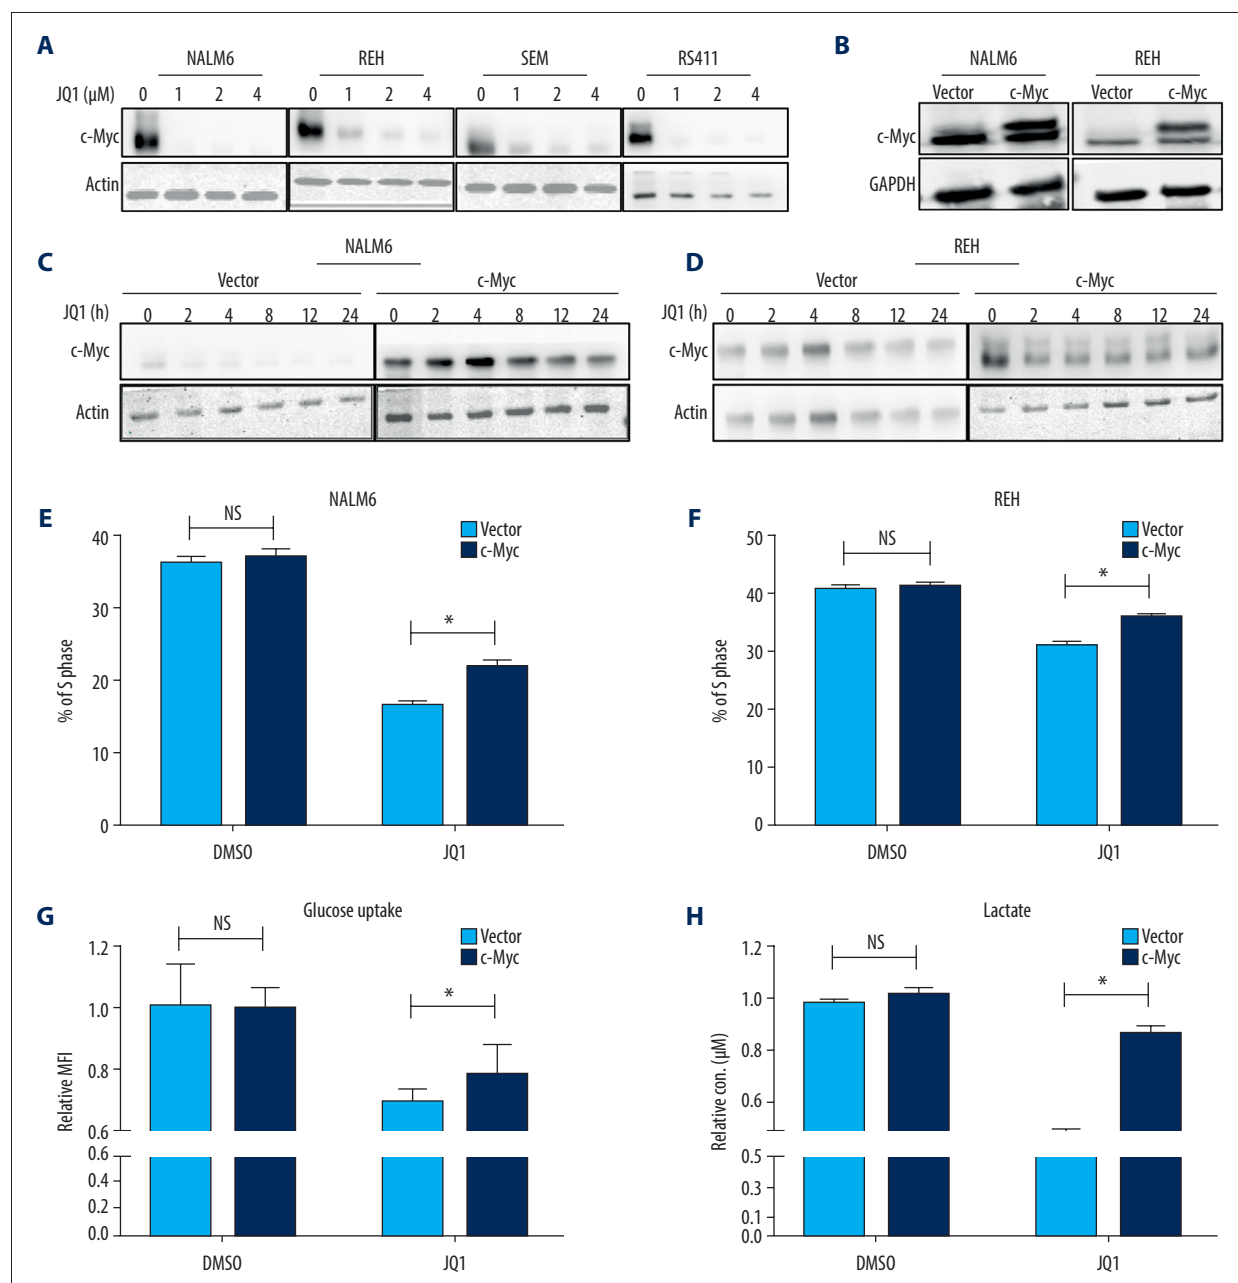 A
NALM6 REH SEM RS411
JQ1 (μM) 0 1 2 4 0 1 2 4 0 1 2 4 0 1 2 4
c-Myc
Actin
B
NALM6 REH
Vector c-Myc Vector c-Myc
c-Myc
GAPDH
C
NALM6
Vector c-Myc
JQ1 (h) 0 2 4 8 12 24 0 2 4 8 12 24
c-Myc
Actin
D
REH
Vector c-Myc
JQ1 (h) 0 2 4 8 12 24 0 2 4 8 12 24
c-Myc
Actin
E
NALM6
NS
Vector
c-Myc
40
30
*
20
10
0
% of S phase
DMSO JQ1
F
REH
NS
Vector
c-Myc
50
40
*
30
20
10
0
% of S phase
DMSO JQ1
G
Glucose uptake
NS
Vector
c-Myc
1.2
1.0
*
0.8
0.6
0.6
0.4
0.2
0.0
Relative MFI
DMSO JQ1
H
Lactate
NS
Vector
c-Myc
1.2
1.0
*
0.8
0.6
0.5
0.3
0.1
0.0
Relative con. (μM)
DMSO JQ1